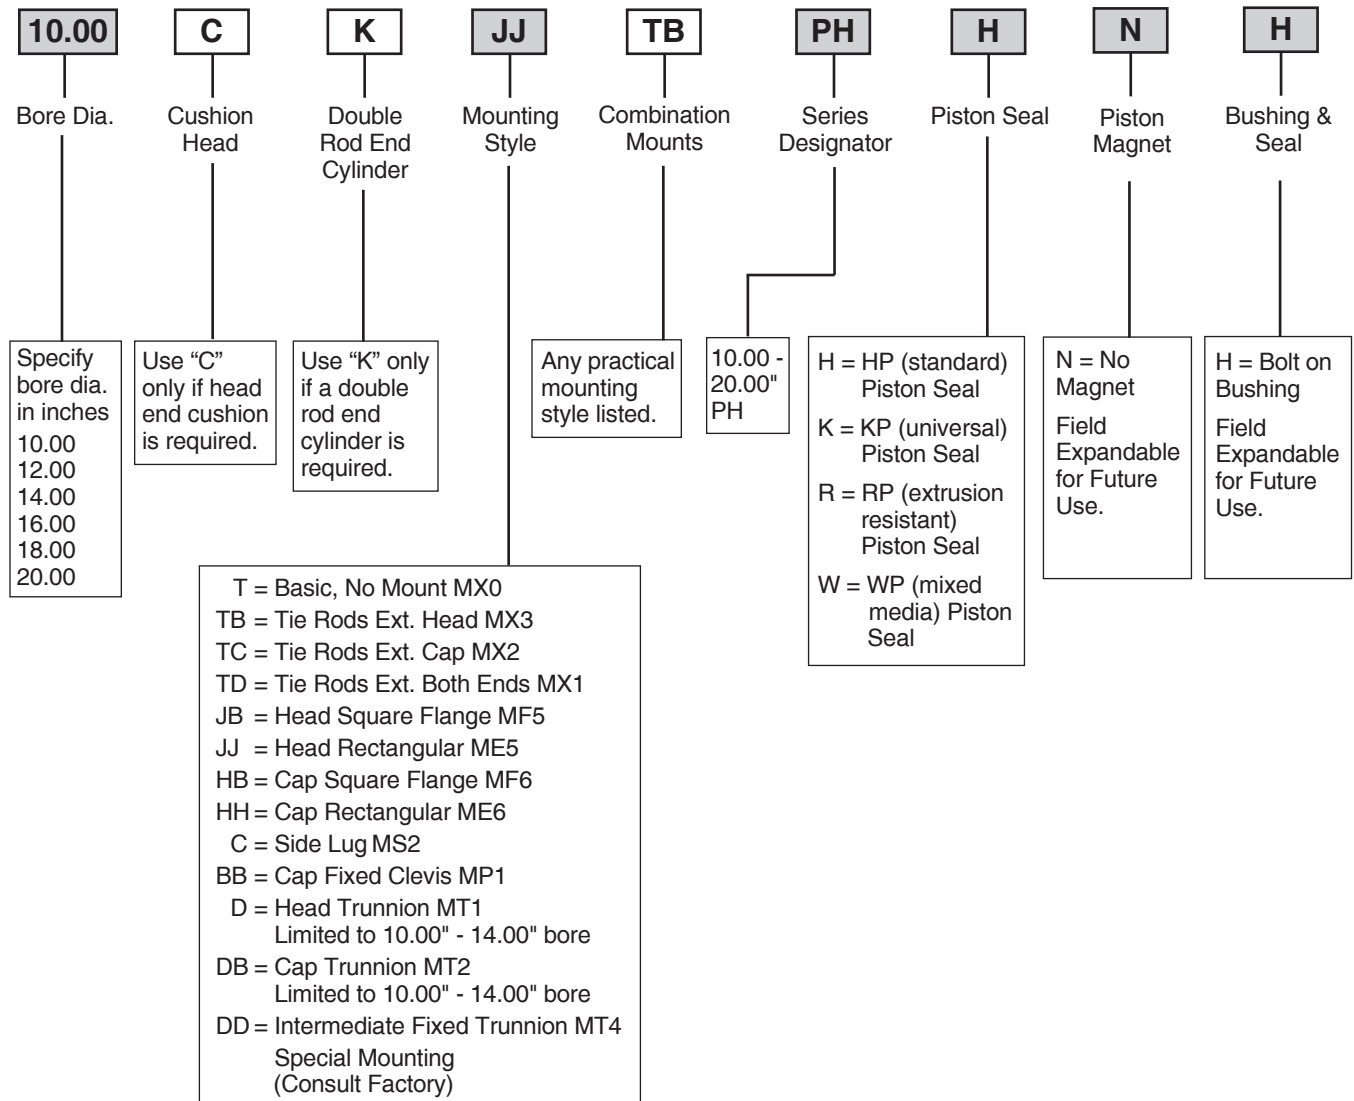 10.00 C K JJ TB PH H N H
Bore Dia.
Cushion
Head
Double
Rod End
Cylinder
Mounting
Style
Combination
Mounts
Series
Designator
Piston Seal
Piston
Magnet
Bushing &
Seal
Specify
bore dia.
in inches
10.00
12.00
14.00
16.00
18.00
20.00
Use “C”
only if head
end cushion
is required.
Use “K” only
if a double
rod end
cylinder is
required.
Any practical
mounting
style listed.
10.00 -
20.00"
PH
H = HP (standard)
Piston Seal
K = KP (universal)
Piston Seal
R = RP (extrusion
resistant)
Piston Seal
W = WP (mixed
media) Piston
Seal
N = No
Magnet
Field
Expandable
for Future
Use.
H = Bolt on
Bushing
Field
Expandable
for Future
Use.
T = Basic, No Mount MX0
TB = Tie Rods Ext. Head MX3
TC = Tie Rods Ext. Cap MX2
TD = Tie Rods Ext. Both Ends MX1
JB = Head Square Flange MF5
JJ = Head Rectangular ME5
HB = Cap Square Flange MF6
HH = Cap Rectangular ME6
C = Side Lug MS2
BB = Cap Fixed Clevis MP1
D = Head Trunnion MT1
Limited to 10.00" - 14.00" bore
DB = Cap Trunnion MT2
Limited to 10.00" - 14.00" bore
DD = Intermediate Fixed Trunnion MT4
Special Mounting
(Consult Factory)